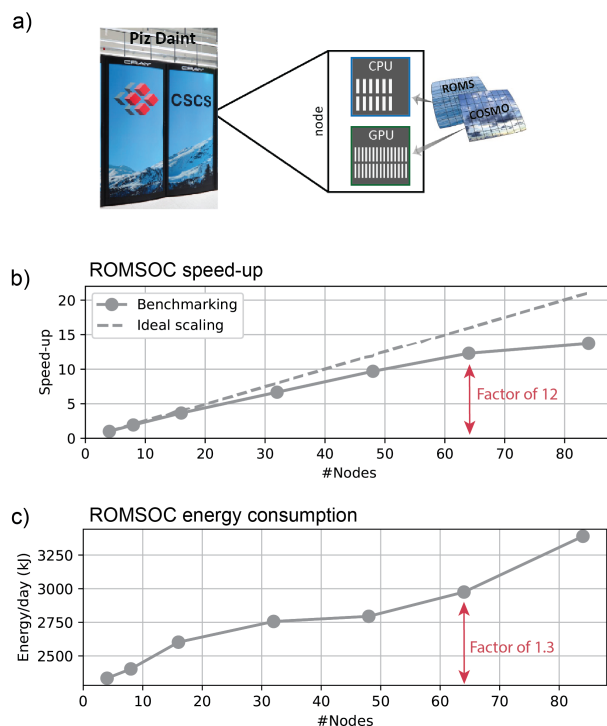 a)
Piz Daint
CRAY CRAY
CSCS
node
CPU
GPU
ROMS
COSMO
b)
ROMSOC speed-up
Speed-up
20
15
10
5
0
Benchmarking
Ideal scaling
Factor of 12
0 10 20 30 40 50 60 70 80
#Nodes
c)
ROMSOC energy consumption
Energy/day (kJ)
3250
3000
2750
2500
Factor of 1.3
0 10 20 30 40 50 60 70 80
#Nodes